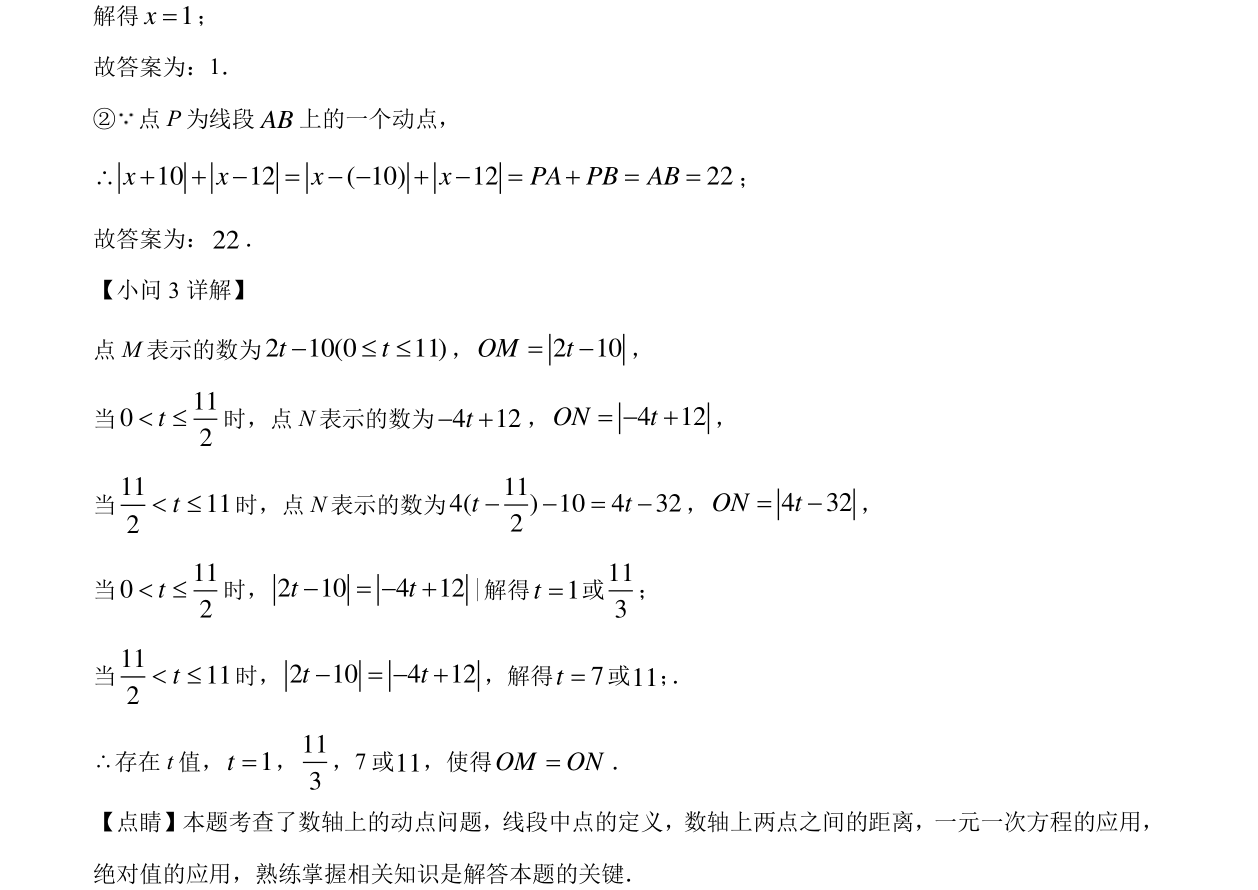 解得 x=1；
故答案为：1．
②∵点 P 为线段 AB 上的一个动点，
∴|x+10|+|x−12|=|x−(−10)|+|x−12|=PA+PB=AB=22；
故答案为：22．
【小问 3 详解】
点 M 表示的数为 2t−10(0≤t≤11)，OM=|2t−10|，
当 0<t≤11/2 时，点 N 表示的数为 −4t+12，ON=|−4t+12|，
当 11/2<t≤11 时，点 N 表示的数为 4(t−11/2)−10=4t−32，ON=|4t−32|，
当 0<t≤11/2 时，|2t−10|=|−4t+12| |解得 t=1 或 11/3；
当 11/2<t≤11 时，|2t−10|=|−4t+12|，解得 t=7 或 11；．
∴存在 t 值，t=1，11/3，7 或 11，使得 OM=ON．
【点睛】本题考查了数轴上的动点问题，线段中点的定义，数轴上两点之间的距离，一元一次方程的应用，
绝对值的应用，熟练掌握相关知识是解答本题的关键．